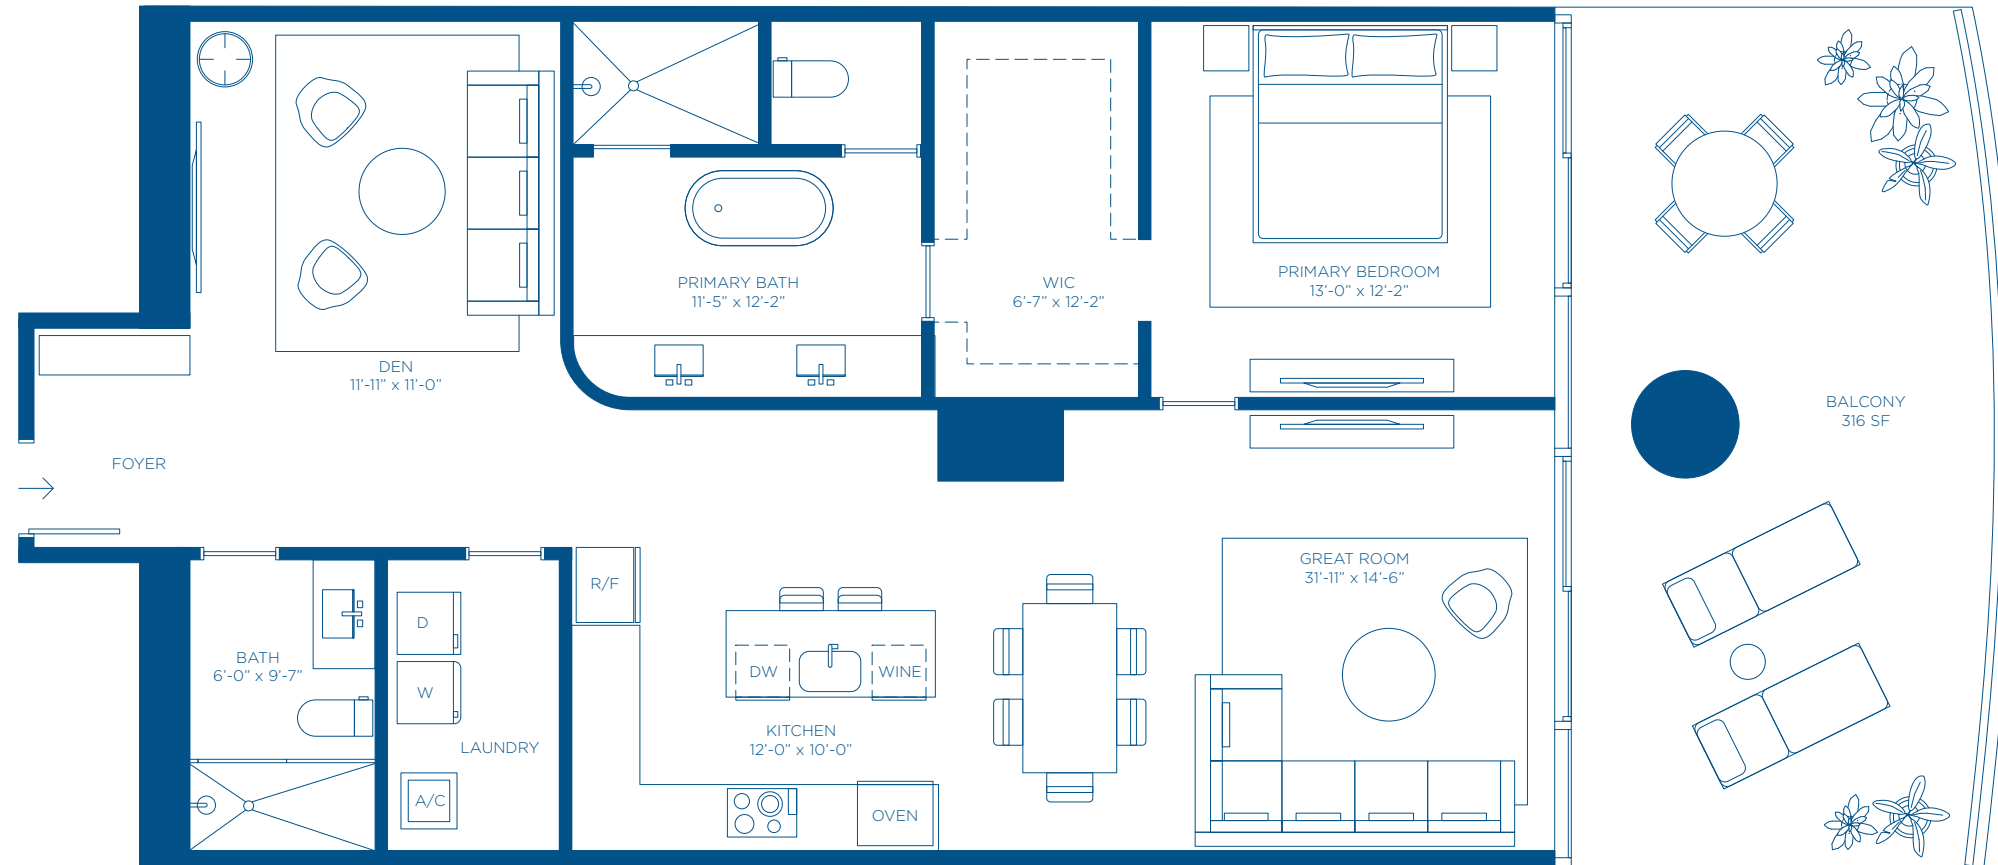 PRIMARY BATH
11'-5" x 12'-2"
WIC
6'-7" x 12'-2"
PRIMARY BEDROOM
13'-0" x 12'-2"
DEN
11'-11" x 11'-0"
BALCONY
316 SF
FOYER
GREAT ROOM
31'-11" x 14'-6"
R/F
D
BATH
6'-0" x 9'-7"
DW
WINE
W
KITCHEN
12'-0" x 10'-0"
LAUNDRY
A/C
OVEN